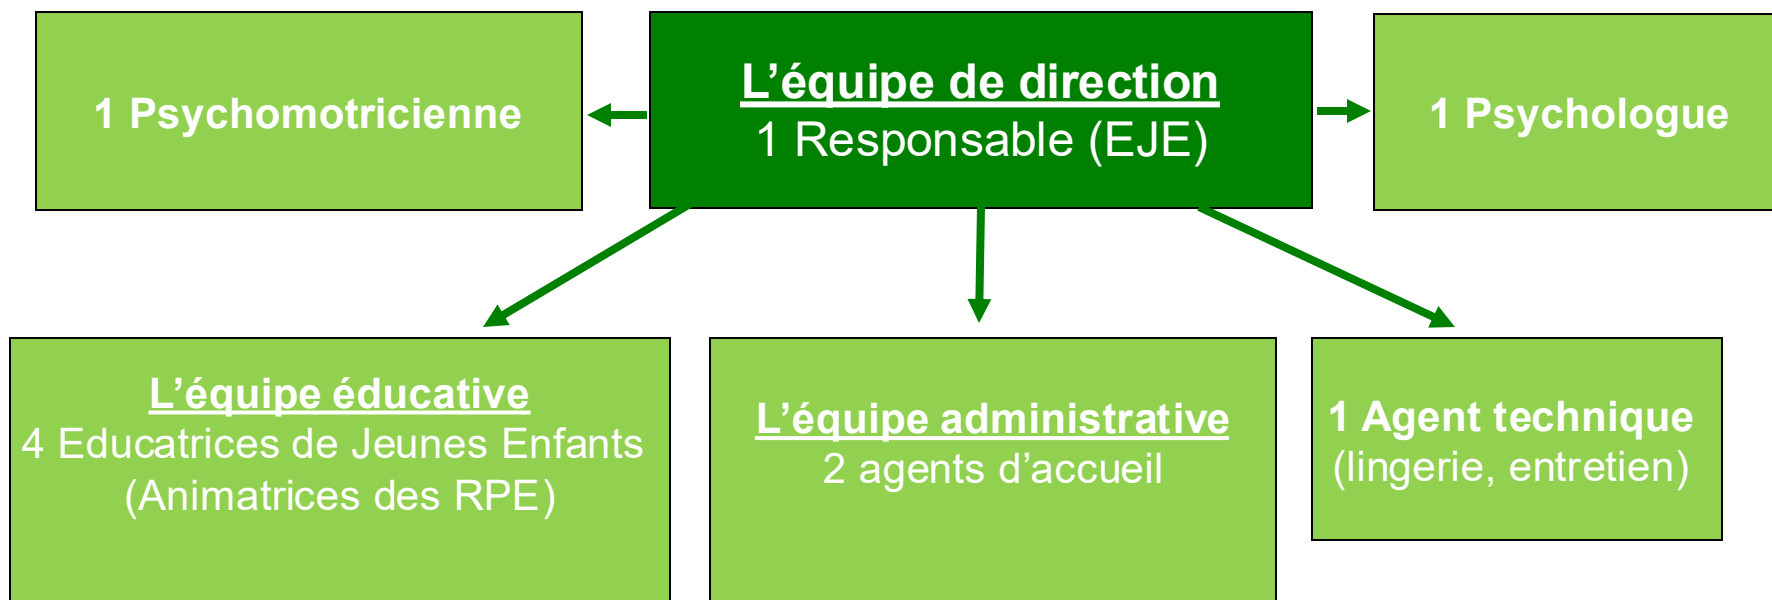 1 Psychomotricienne
L’équipe de direction
1 Responsable (EJE)
1 Psychologue
L’équipe éducative
4 Educatrices de Jeunes Enfants
(Animatrices des RPE)
L’équipe administrative
2 agents d’accueil
1 Agent technique
(lingerie, entretien)